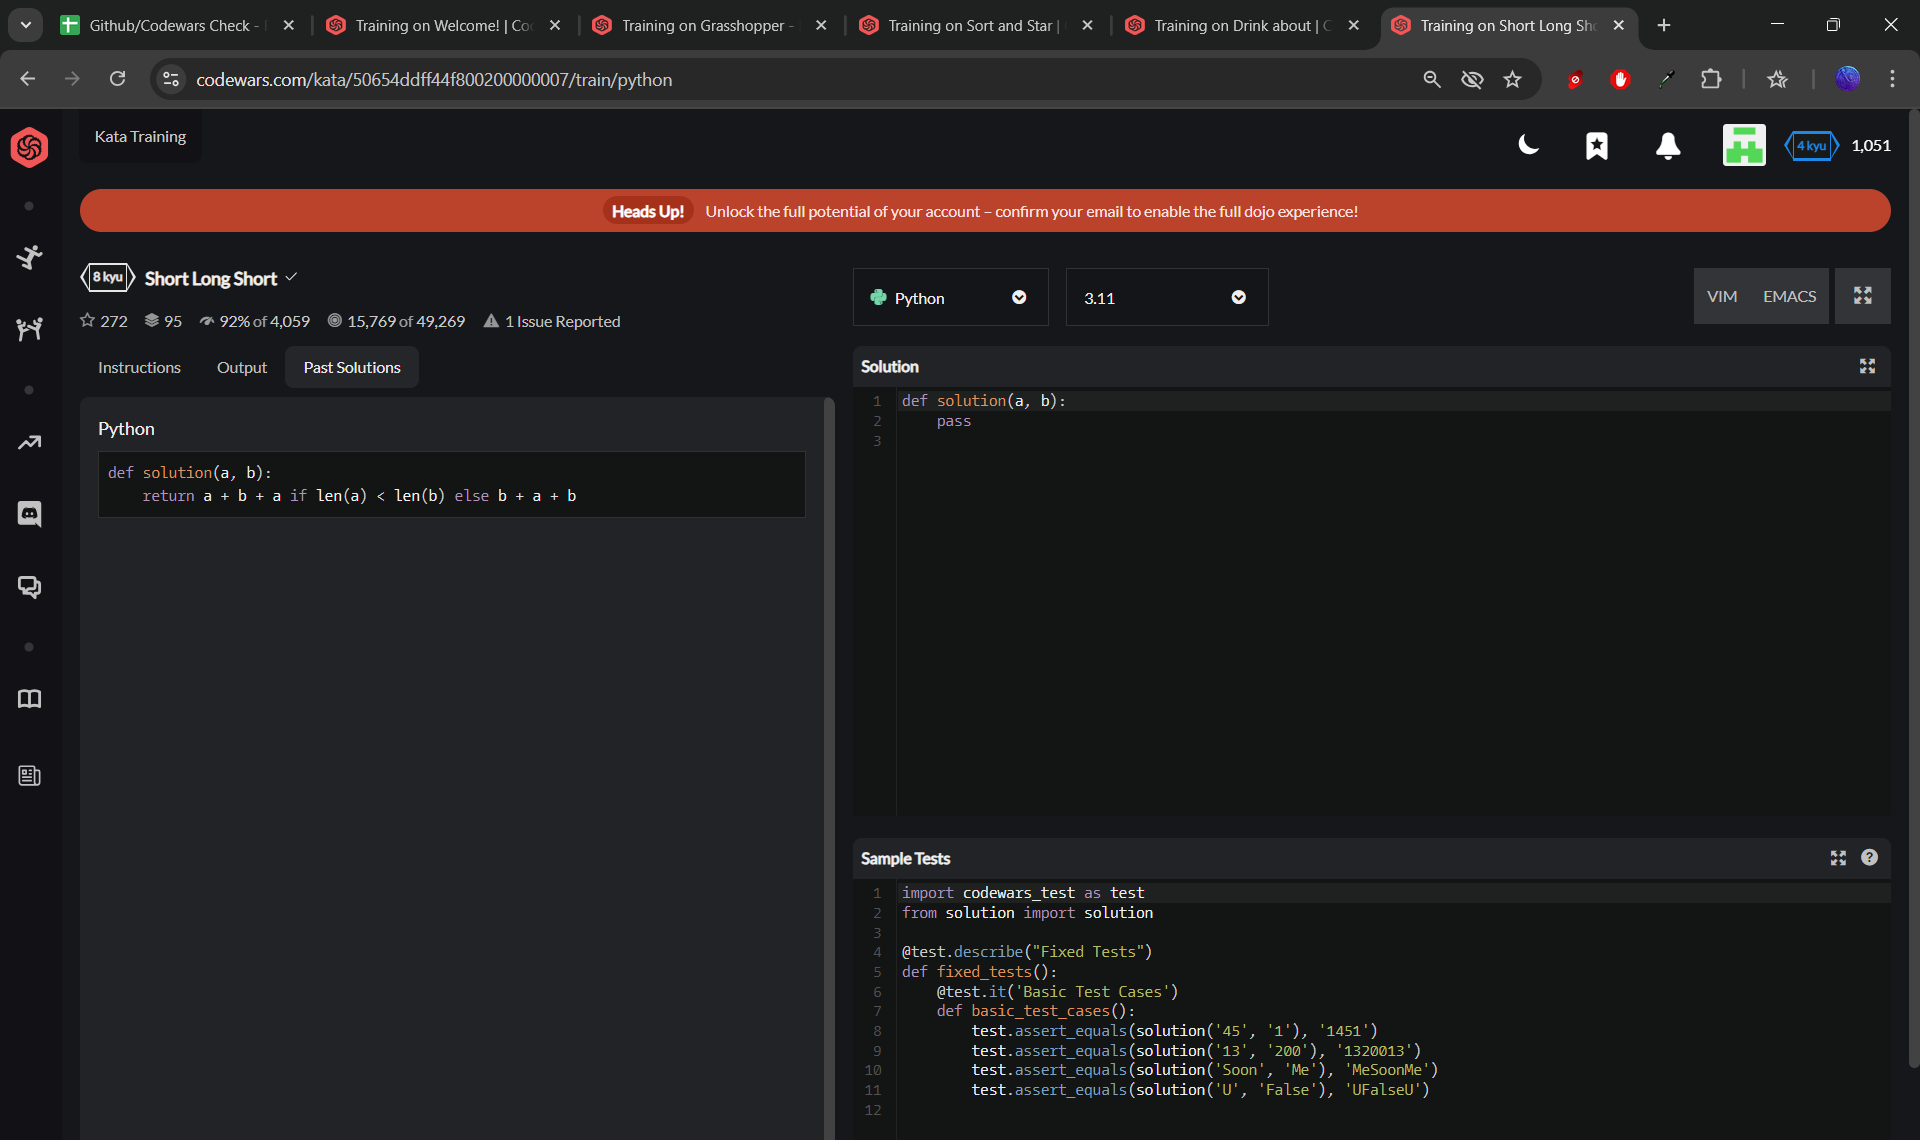 Github/Codewars Check -
Training on Welcome! | Co
Training on Grasshopper -
Training on Sort and Star |
Training on Drink about | C
Training on Short Long Sho
codewars.com/kata/50654ddff44f800200000007/train/python
Kata Training
4 kyu
1,051
Heads Up! Unlock the full potential of your account – confirm your email to enable the full dojo experience!
8 kyu
Short Long Short
272 95 92% of 4,059 15,769 of 49,269 1 Issue Reported
Instructions Output Past Solutions
Python
def solution(a, b):
    return a + b + a if len(a) < len(b) else b + a + b
Python
3.11
VIM EMACS
Solution
1 def solution(a, b):
2     pass
3
Sample Tests
1 import codewars_test as test
2 from solution import solution
3
4 @test.describe("Fixed Tests")
5 def fixed_tests():
6     @test.it('Basic Test Cases')
7     def basic_test_cases():
8         test.assert_equals(solution('45', '1'), '1451')
9         test.assert_equals(solution('13', '200'), '1320013')
10         test.assert_equals(solution('Soon', 'Me'), 'MeSoonMe')
11         test.assert_equals(solution('U', 'False'), 'UFalseU')
12